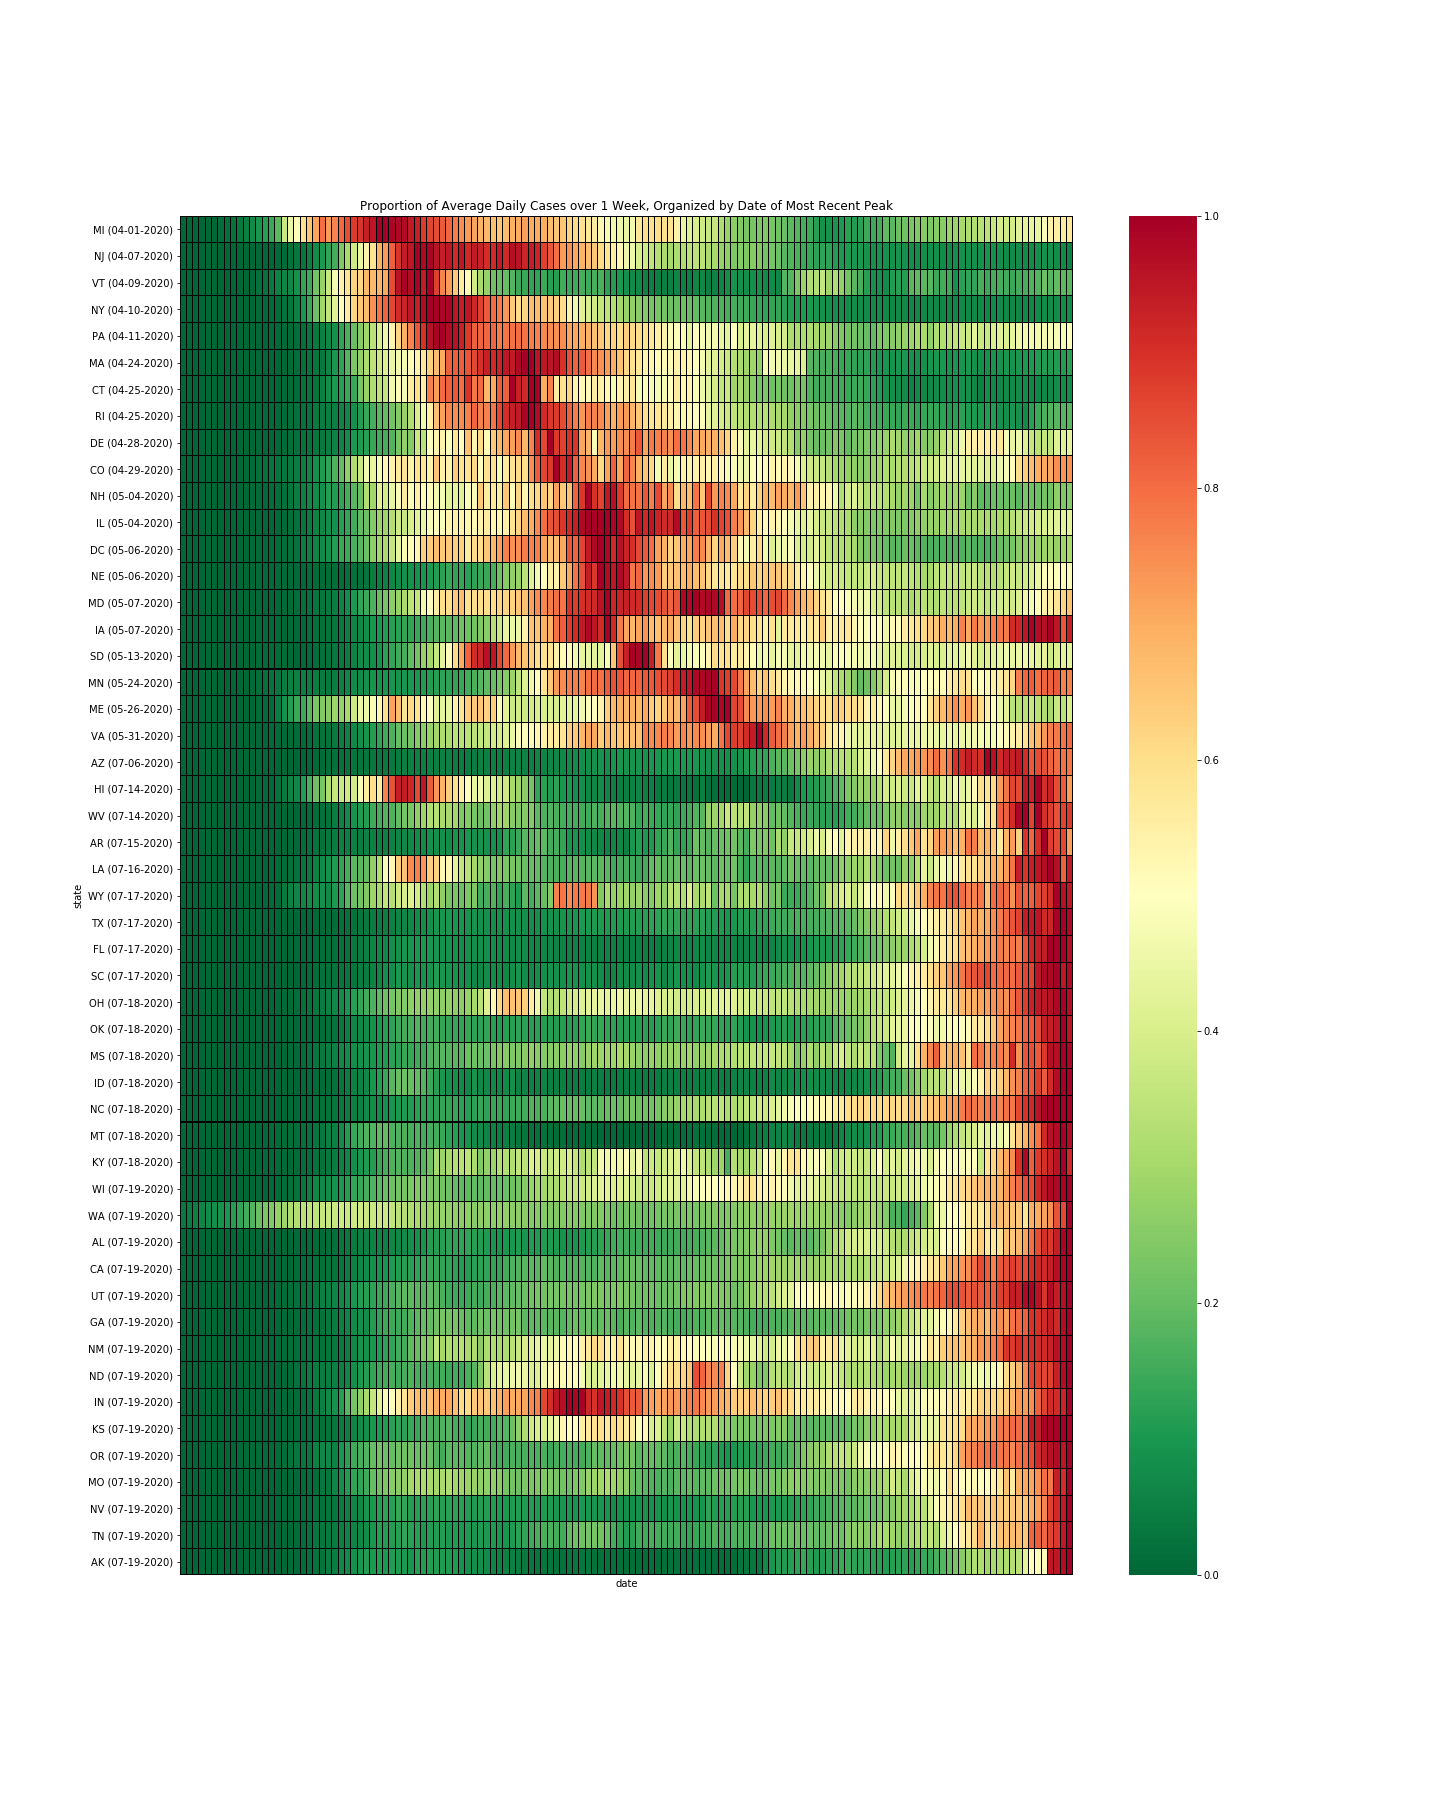 Proportion of Average Daily Cases over 1 Week, Organized by Date of Most Recent Peak
MI (04-01-2020)
NJ (04-07-2020)
VT (04-09-2020)
NY (04-10-2020)
PA (04-11-2020)
MA (04-24-2020)
CT (04-25-2020)
RI (04-25-2020)
DE (04-28-2020)
CO (04-29-2020)
NH (05-04-2020)
IL (05-04-2020)
DC (05-06-2020)
NE (05-06-2020)
MD (05-07-2020)
IA (05-07-2020)
SD (05-13-2020)
MN (05-24-2020)
ME (05-26-2020)
VA (05-31-2020)
AZ (07-06-2020)
HI (07-14-2020)
WV (07-14-2020)
AR (07-15-2020)
LA (07-16-2020)
WY (07-17-2020)
TX (07-17-2020)
FL (07-17-2020)
SC (07-17-2020)
OH (07-18-2020)
OK (07-18-2020)
MS (07-18-2020)
ID (07-18-2020)
NC (07-18-2020)
MT (07-18-2020)
KY (07-18-2020)
WI (07-19-2020)
WA (07-19-2020)
AL (07-19-2020)
CA (07-19-2020)
UT (07-19-2020)
GA (07-19-2020)
NM (07-19-2020)
ND (07-19-2020)
IN (07-19-2020)
KS (07-19-2020)
OR (07-19-2020)
MO (07-19-2020)
NV (07-19-2020)
TN (07-19-2020)
AK (07-19-2020)
state
date
1.0
0.8
0.6
0.4
0.2
0.0